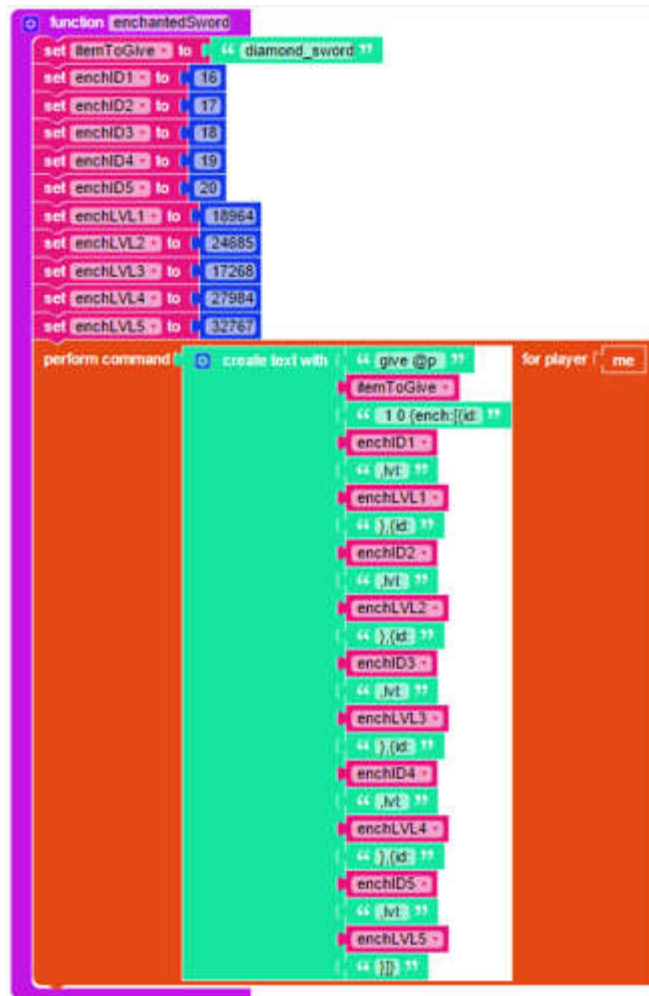 function enchantedSword
set itemToGive to “ diamond_sword ”
set enchID1 to 16
set enchID2 to 17
set enchID3 to 18
set enchID4 to 19
set enchID5 to 20
set enchLVL1 to 18964
set enchLVL2 to 24685
set enchLVL3 to 17268
set enchLVL4 to 27984
set enchLVL5 to 32767
perform command create text with “ give @p ” for player me
itemToGive
“ 1 0 {ench:[{id: ”
enchID1
“ ,lvl: ”
enchLVL1
“ },{id: ”
enchID2
“ ,lvl: ”
enchLVL2
“ },{id: ”
enchID3
“ ,lvl: ”
enchLVL3
“ },{id: ”
enchID4
“ ,lvl: ”
enchLVL4
“ },{id: ”
enchID5
“ ,lvl: ”
enchLVL5
“ }]} ”